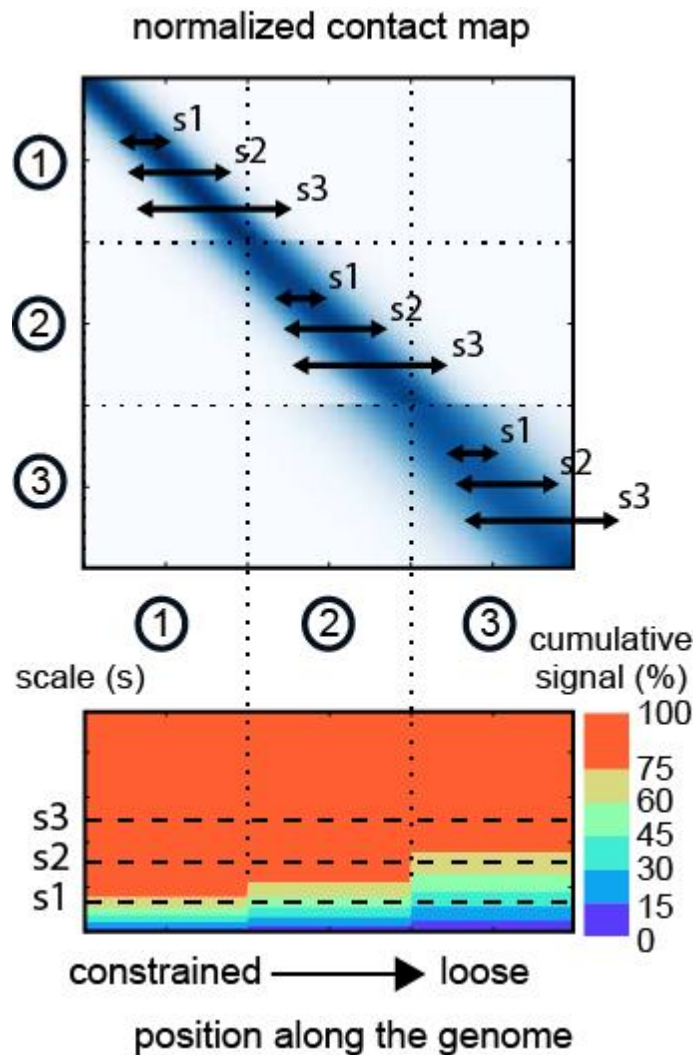 normalized contact map
s1
1
s2
s3
s1
2
s2
s3
s1
3
s2
s3
1
2
3
cumulative
scale (s)
signal (%)
100
75
s3
60
45
s2
30
s1
15
0
constrained
loose
position along the genome